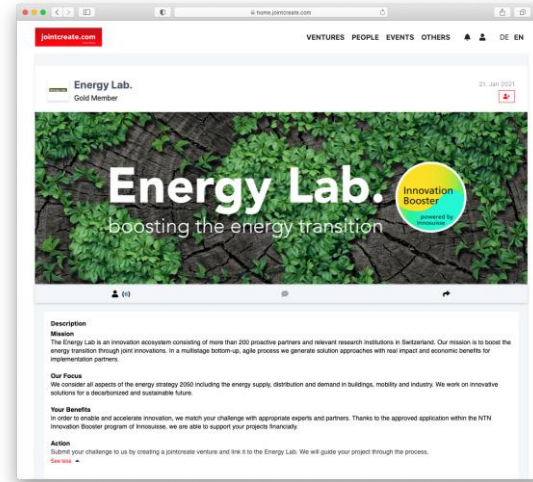 home.jointcreate.com
jointcreate.com
VENTURES PEOPLE EVENTS OTHERS DE EN
Energy Lab.
Gold Member
21. Jan 2021
Energy Lab.
boosting the energy transition
Innovation
Booster
powered by
Innosuisse
(6)
Description
Mission
The Energy Lab is an innovation ecosystem consisting of more than 200 proactive partners and relevant research institutions in Switzerland. Our mission is to boost the
energy transition through joint innovations. In a multistage bottom-up, agile process we generate solution approaches with real impact and economic benefits for
implementation partners.
Our Focus
We consider all aspects of the energy strategy 2050 including the energy supply, distribution and demand in buildings, mobility and industry. We work on innovative
solutions for a decarbonized and sustainable future.
Your Benefits
In order to enable and accelerate innovation, we match your challenge with appropriate experts and partners. Thanks to the approved application within the NTN
Innovation Booster program of Innosuisse, we are able to support your projects financially.
Action
Submit your challenge to us by creating a jointcreate venture and link it to the Energy Lab. We will guide your project through the process.
See less